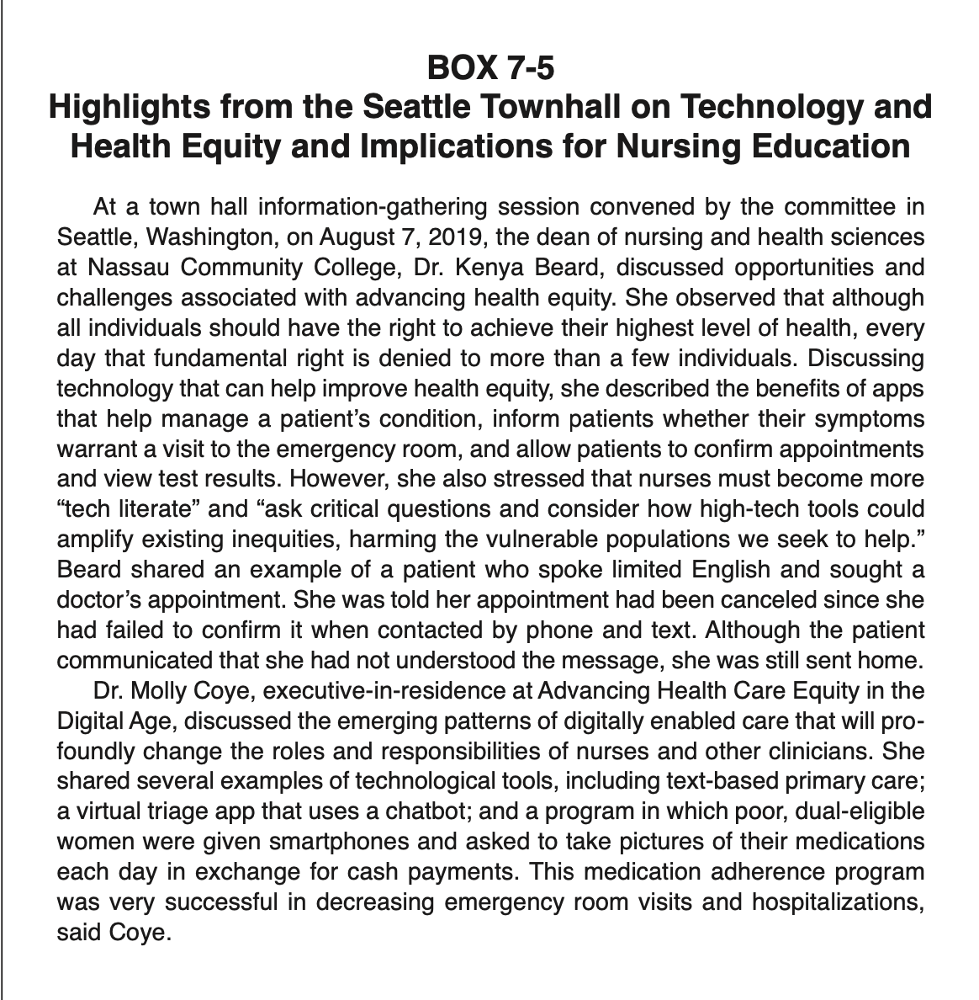 BOX 7-5
Highlights from the Seattle Townhall on Technology and
Health Equity and Implications for Nursing Education
At a town hall information-gathering session convened by the committee in
Seattle, Washington, on August 7, 2019, the dean of nursing and health sciences
at Nassau Community College, Dr. Kenya Beard, discussed opportunities and
challenges associated with advancing health equity. She observed that although
all individuals should have the right to achieve their highest level of health, every
day that fundamental right is denied to more than a few individuals. Discussing
technology that can help improve health equity, she described the benefits of apps
that help manage a patient’s condition, inform patients whether their symptoms
warrant a visit to the emergency room, and allow patients to confirm appointments
and view test results. However, she also stressed that nurses must become more
“tech literate” and “ask critical questions and consider how high-tech tools could
amplify existing inequities, harming the vulnerable populations we seek to help.”
Beard shared an example of a patient who spoke limited English and sought a
doctor’s appointment. She was told her appointment had been canceled since she
had failed to confirm it when contacted by phone and text. Although the patient
communicated that she had not understood the message, she was still sent home.
Dr. Molly Coye, executive-in-residence at Advancing Health Care Equity in the
Digital Age, discussed the emerging patterns of digitally enabled care that will pro-
foundly change the roles and responsibilities of nurses and other clinicians. She
shared several examples of technological tools, including text-based primary care;
a virtual triage app that uses a chatbot; and a program in which poor, dual-eligible
women were given smartphones and asked to take pictures of their medications
each day in exchange for cash payments. This medication adherence program
was very successful in decreasing emergency room visits and hospitalizations,
said Coye.